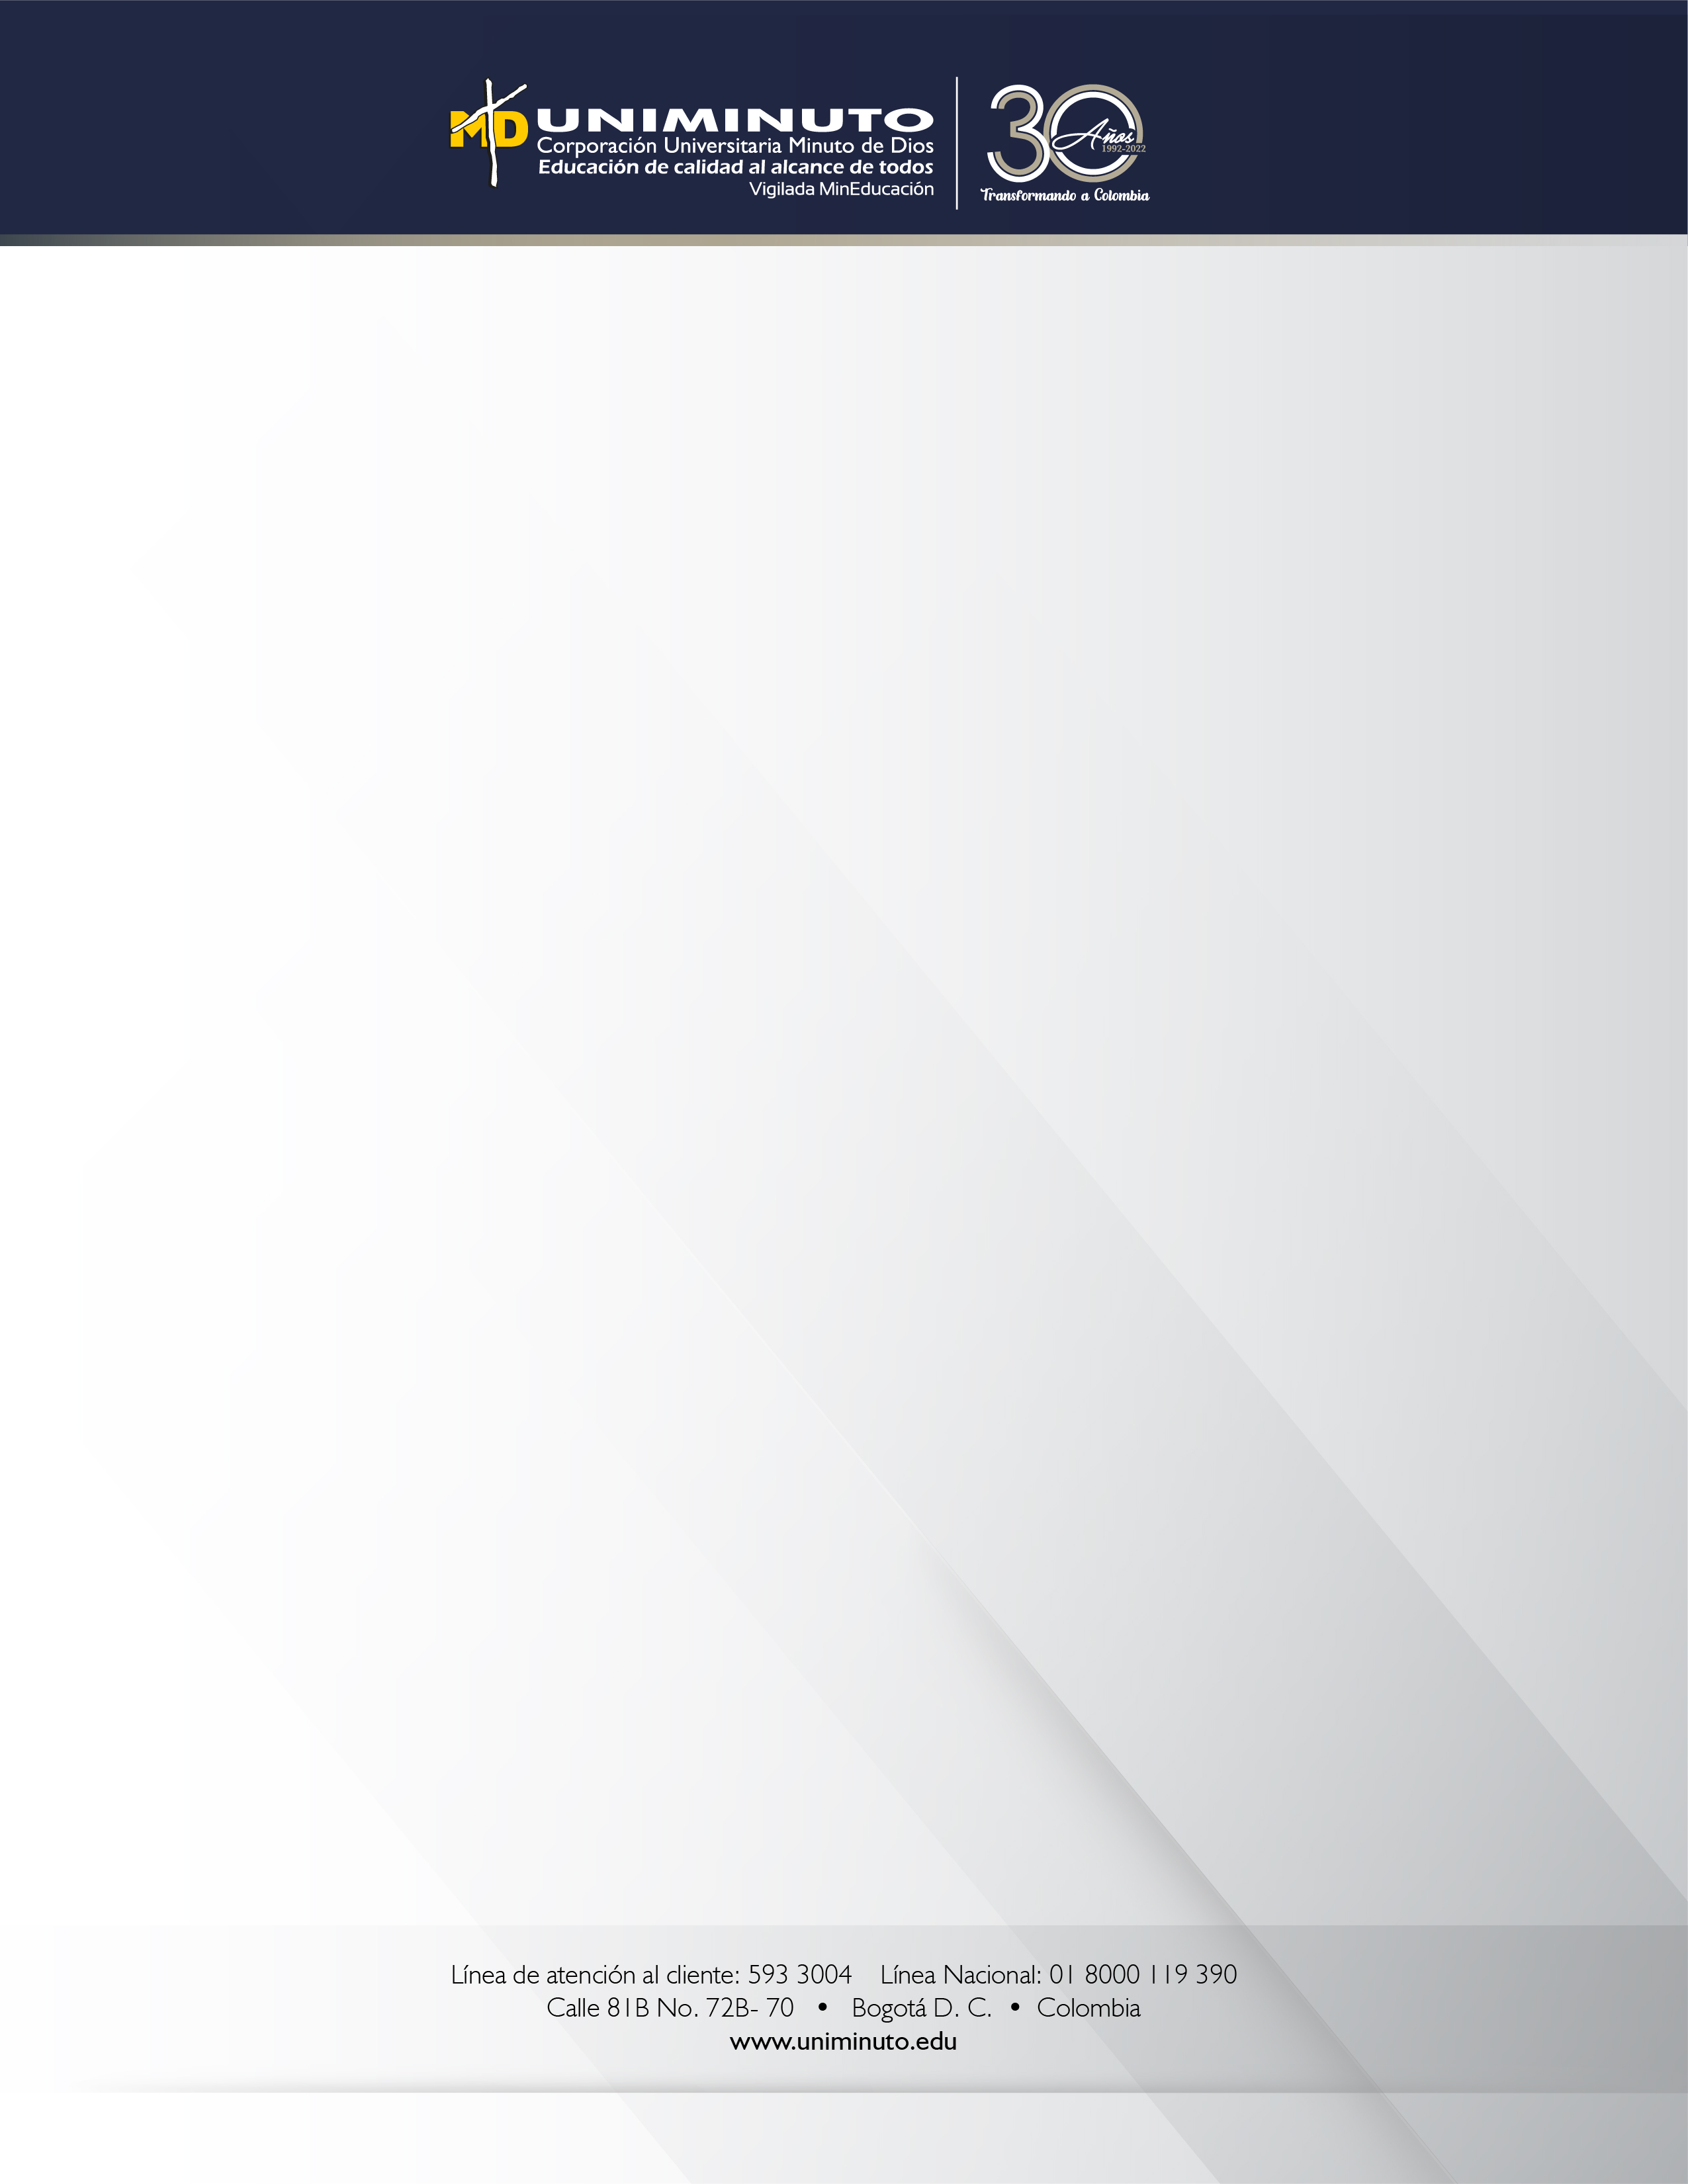 MD UNIMINUTO
Corporación Universitaria Minuto de Dios
Educación de calidad al alcance de todos
Vigilada MinEducación
30
Años
1992-2022
Transformando a Colombia
Línea de atención al cliente: 593 3004 Línea Nacional: 01 8000 119 390
Calle 81B No. 72B- 70 • Bogotá D. C. • Colombia
www.uniminuto.edu